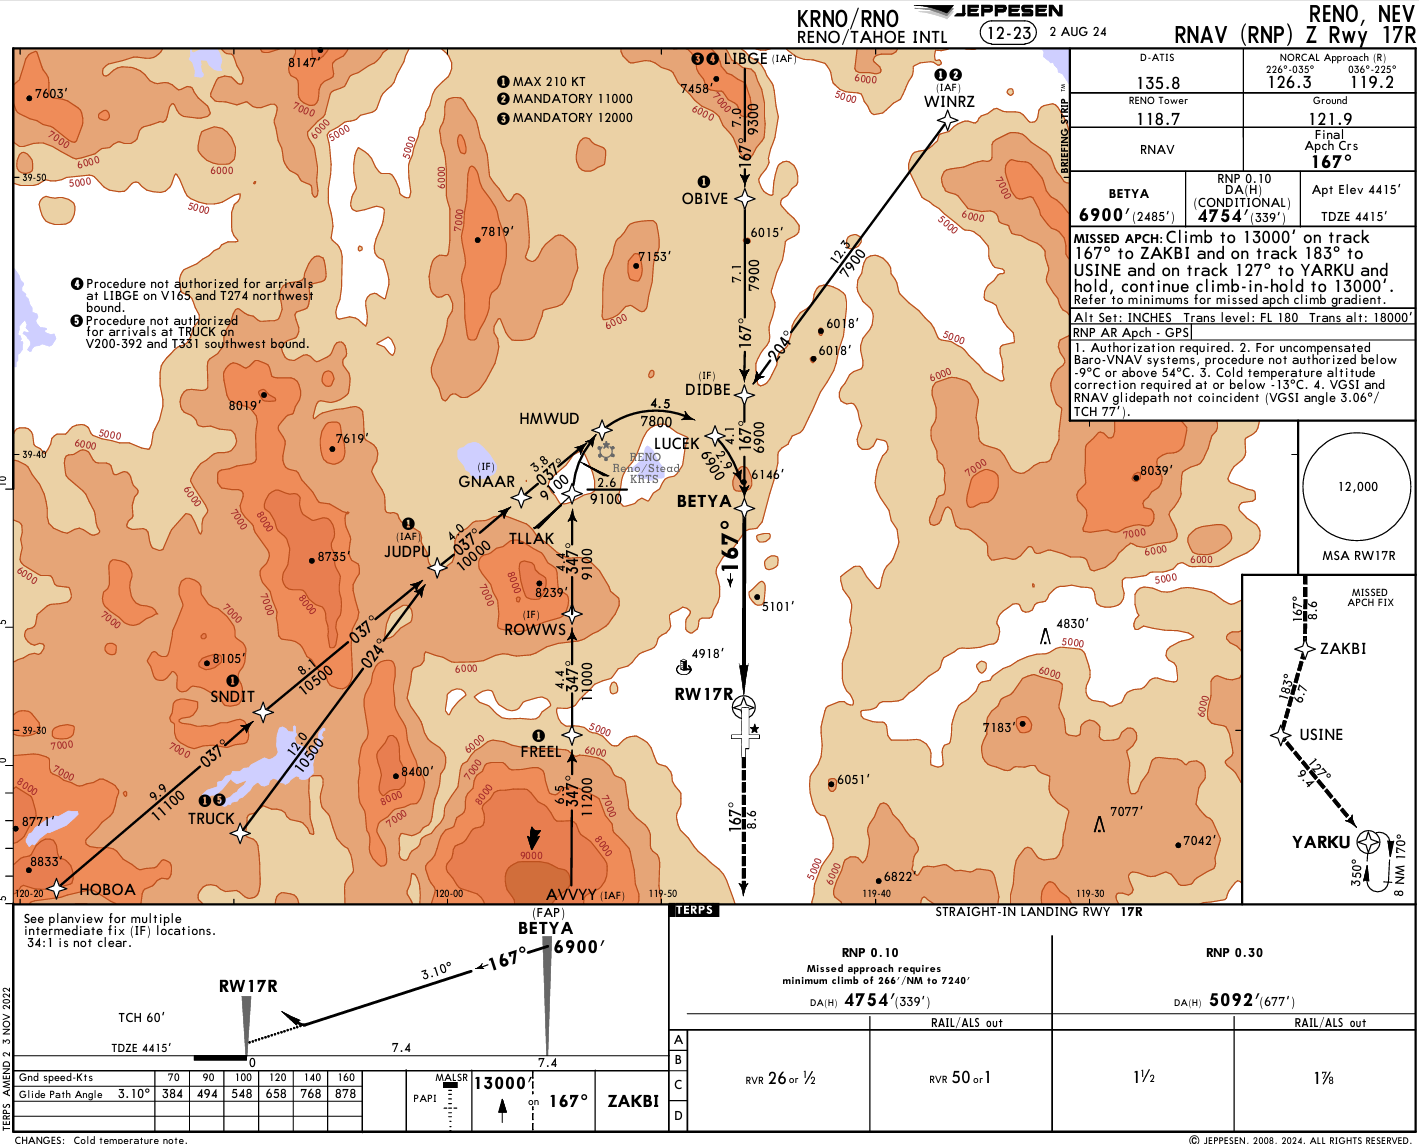 KRNO/RNO
RENO/TAHOE INTL
JEPPESEN
12-23
2 AUG 24
RENO, NEV
RNAV (RNP) Z Rwy 17R
BRIEFING STRIP ™
D-ATIS
135.8
NORCAL Approach (R)
226°-035° 036°-225°
126.3 119.2
RENO Tower
118.7
Ground
121.9
RNAV
Final
Apch Crs
167°
BETYA
6900'(2485')
RNP 0.10
DA(H)
(CONDITIONAL)
4754'(339')
Apt Elev 4415'
TDZE 4415'
MISSED APCH: Climb to 13000' on track
167° to ZAKBI and on track 183° to
USINE and on track 127° to YARKU and
hold, continue climb-in-hold to 13000'.
Refer to minimums for missed apch climb gradient.
Alt Set: INCHES Trans level: FL 180 Trans alt: 18000'
RNP AR Apch - GPS
1. Authorization required. 2. For uncompensated
Baro-VNAV systems, procedure not authorized below
-9°C or above 54°C. 3. Cold temperature altitude
correction required at or below -13°C. 4. VGSI and
RNAV glidepath not coincident (VGSI angle 3.06°/
TCH 77').
12,000
MSA RW17R
MISSED
APCH FIX
167°
8.6
ZAKBI
183°
6.7
USINE
127°
9.4
YARKU
350°
8 NM 170°
1 MAX 210 KT
2 MANDATORY 11000
3 MANDATORY 12000
4 Procedure not authorized for arrivals
at LIBGE on V165 and T274 northwest
bound.
5 Procedure not authorized
for arrivals at TRUCK on
V200-392 and T331 southwest bound.
3 4 LIBGE (IAF)
7458'
7.0
9300
167°
1
OBIVE
6015'
7.1
7900
167°
1 2
(IAF)
WINRZ
12.3
7900
204°
6018'
6018'
(IF)
DIDBE
4.1
167°
6900
LUCEK
2.9
6900
6146'
BETYA
167°
5101'
4918'
RW17R
167°
8.6
HMWUD
4.5
7800
RENO
Reno/Stead
KRTS
(IF)
GNAAR
3.8
037°
9100
2.6
9100
TLLAK
1
(IAF)
JUDPU
4.0
037°
10000
4.4
347°
9100
8239'
(IF)
ROWWS
4.4
347°
11000
1
FREEL
6.5
347°
11200
AVVYY (IAF)
1
SNDIT
8.1
10500
037°
024°
12.0
10500
1 5
TRUCK
9.9
11100
037°
HOBOA
8147'
7603'
7819'
7153'
8019'
7619'
8735'
8105'
8400'
8771'
8833'
8039'
4830'
7183'
6051'
7077'
7042'
6822'
39-50
39-40
39-30
120-20
120-00
119-50
119-40
119-30
5000
6000
7000
8000
9000
See planview for multiple
intermediate fix (IF) locations.
34:1 is not clear.
(FAP)
BETYA
6900'
167°
3.10°
RW17R
TCH 60'
TDZE 4415'
0
7.4
7.4
Gnd speed-Kts 70 90 100 120 140 160
Glide Path Angle 3.10° 384 494 548 658 768 878
MALSR
PAPI
13000'
on
167°
ZAKBI
TERPS
STRAIGHT-IN LANDING RWY 17R
RNP 0.10
Missed approach requires
minimum climb of 266'/NM to 7240'
DA(H) 4754'(339')
RNP 0.30
DA(H) 5092'(677')
RAIL/ALS out
RAIL/ALS out
A
B
C
D
RVR 26 or ½
RVR 50 or 1
1½
1⅞
TERPS AMEND 2 3 NOV 2022
CHANGES: Cold temperature note.
© JEPPESEN, 2008, 2024. ALL RIGHTS RESERVED.